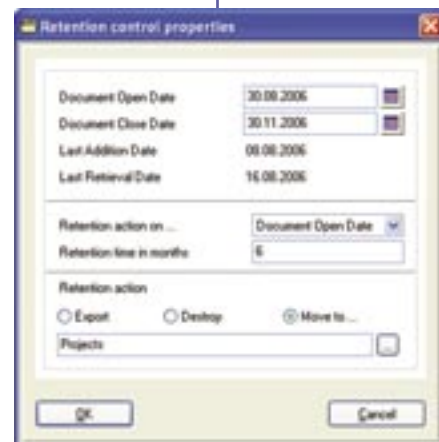 Retention control properties
Document Open Date 30.08.2006
Document Close Date 30.11.2006
Last Addition Date 08.08.2006
Last Retrieval Date 16.08.2006
Retention action on ... Document Open Date
Retention time in months 6
Retention action
Export Destroy Move to ...
Projects ...
OK Cancel